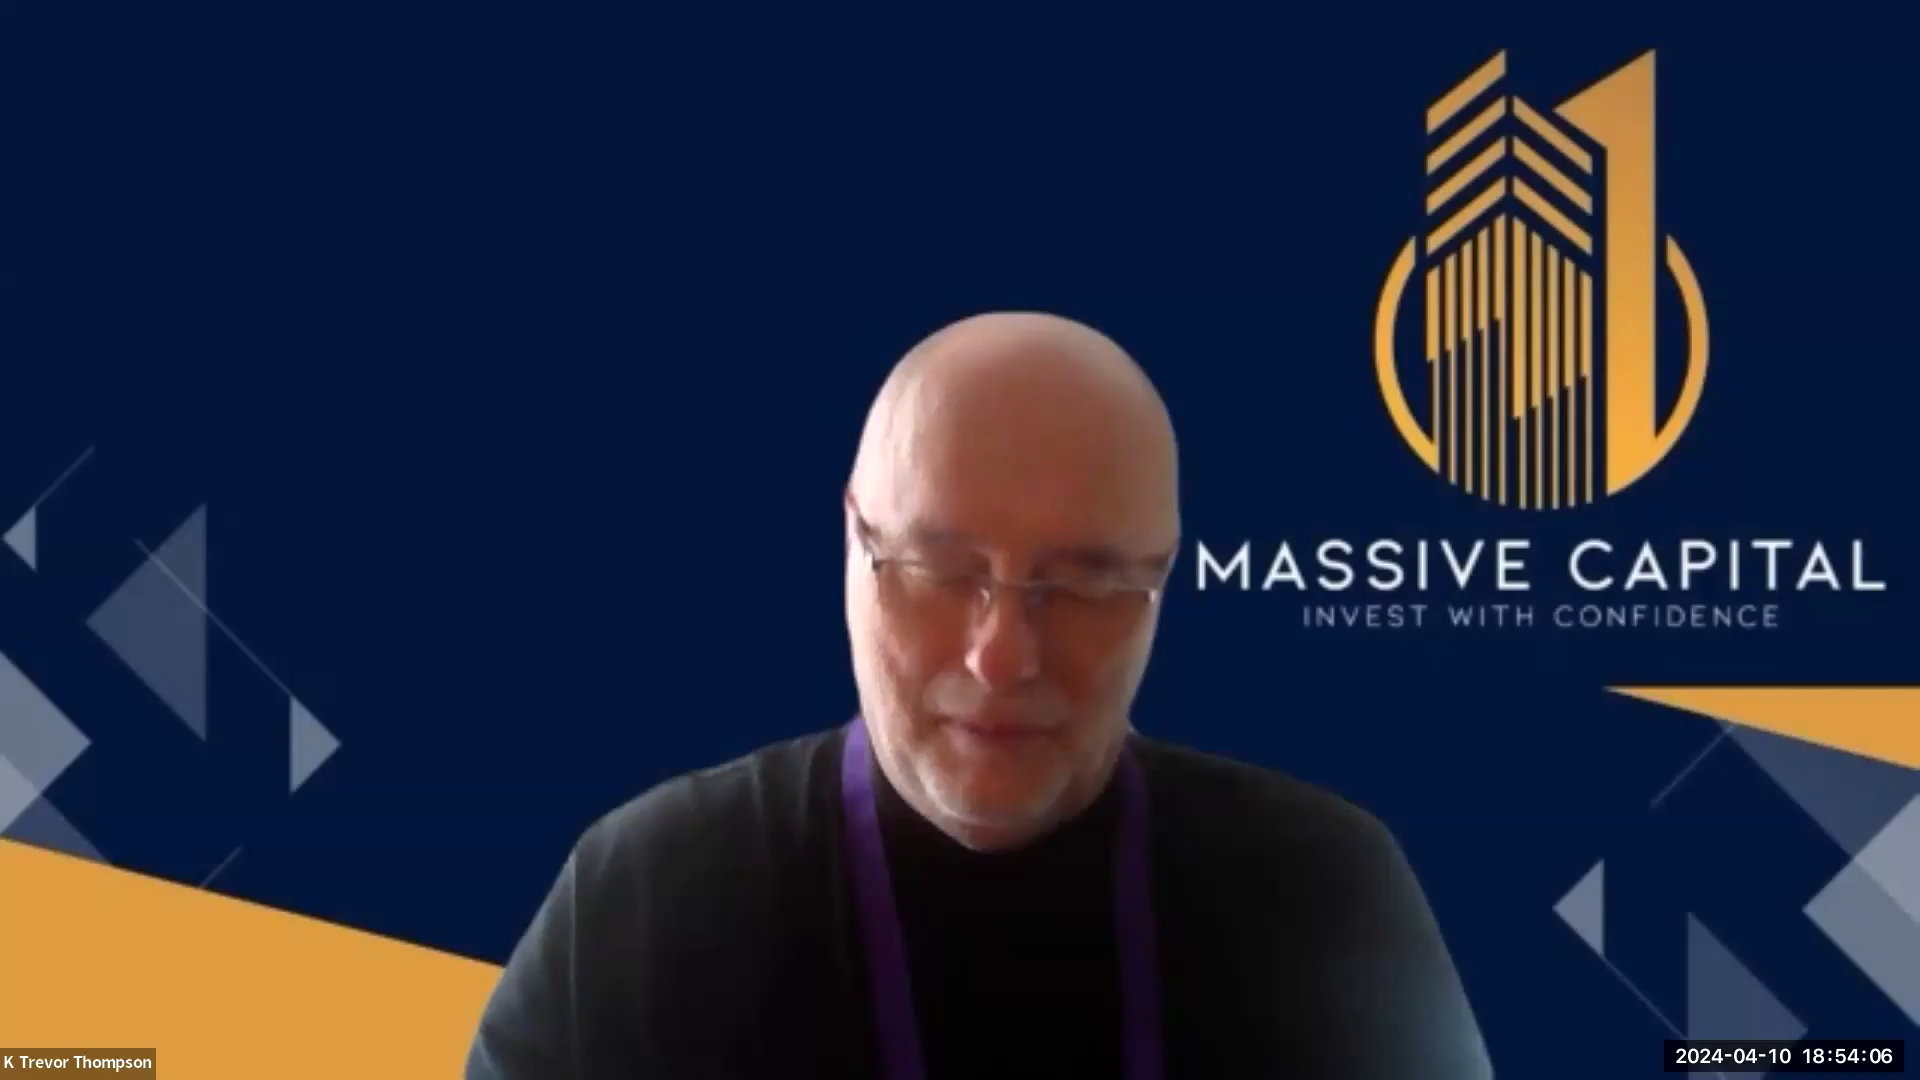 MASSIVE CAPITAL
INVEST WITH CONFIDENCE
K Trevor Thompson
2024-04-10 18:54:06